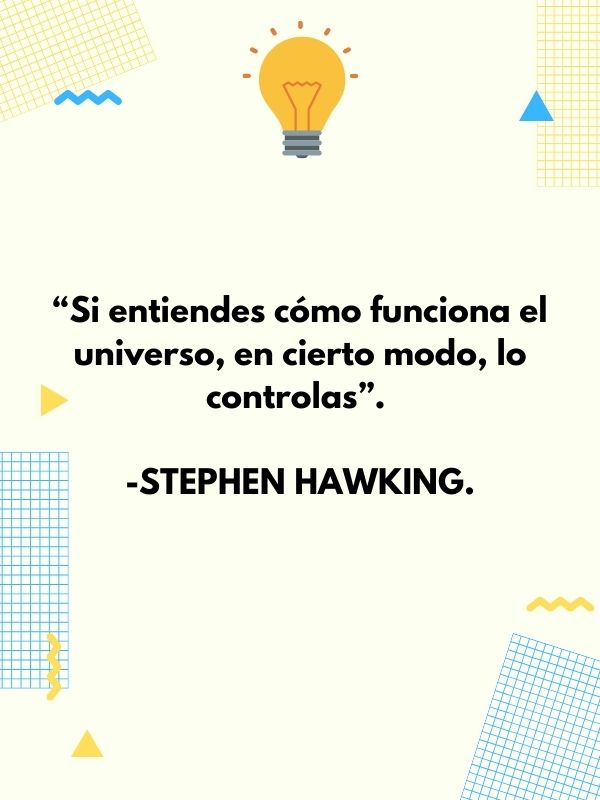 “Si entiendes cómo funciona el
universo, en cierto modo, lo
controlas”.
-STEPHEN HAWKING.